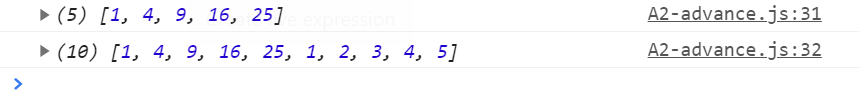 ▶ (5) [1, 4, 9, 16, 25] A2-advance.js:31
▶ (10) [1, 4, 9, 16, 25, 1, 2, 3, 4, 5] A2-advance.js:32
>